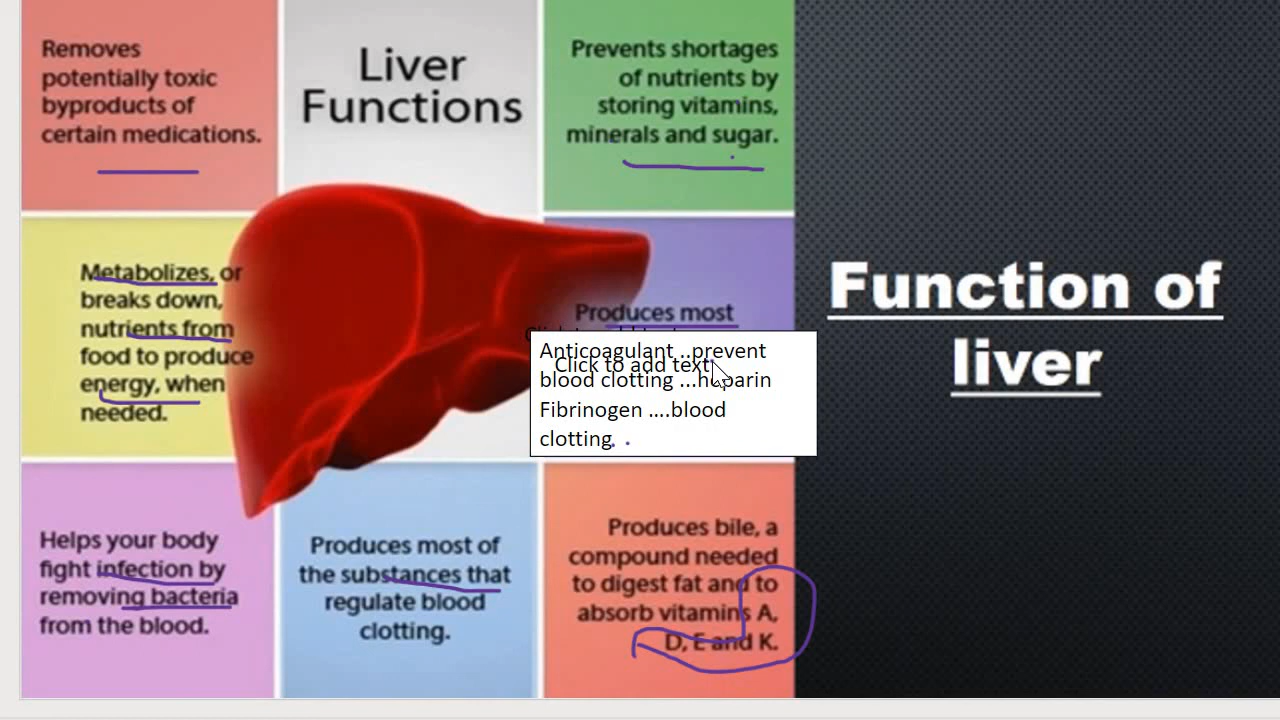 Removes
potentially toxic
byproducts of
certain medications.
Liver
Functions
Prevents shortages
of nutrients by
storing vitamins,
minerals and sugar.
Metabolizes, or
breaks down,
nutrients from
food to produce
energy, when
needed.
Produces most
Anticoagulant ..prevent
Click to add text
blood clotting ...heparin
Fibrinogen ....blood
clotting
Helps your body
fight infection by
removing bacteria
from the blood.
Produces most of
the substances that
regulate blood
clotting.
Produces bile, a
compound needed
to digest fat and to
absorb vitamins A,
D, E and K.
Function of
liver